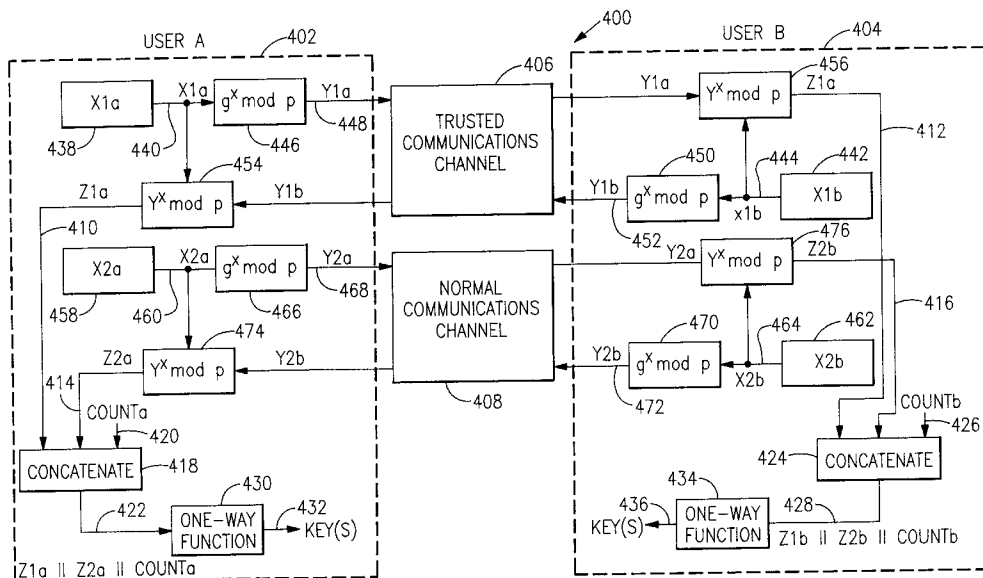 400
USER A
402
USER B
404
X1a
438
X1a
440
g^x mod p
446
Y1a
448
406
TRUSTED
COMMUNICATIONS
CHANNEL
Y1a
456
Y^x mod p
Z1a
412
454
Z1a
Y^x mod p
Y1b
410
Y1b
450
g^x mod p
452
444
x1b
442
X1b
X2a
458
X2a
460
g^x mod p
466
Y2a
468
NORMAL
COMMUNICATIONS
CHANNEL
408
Y2a
476
Y^x mod p
Z2b
416
474
Z2a
Y^x mod p
Y2b
414
Y2b
470
g^x mod p
472
464
X2b
462
X2b
COUNTa
420
CONCATENATE
418
422
430
ONE-WAY
FUNCTION
432
KEY(S)
Z1a || Z2a || COUNTa
COUNTb
426
424
CONCATENATE
434
436
KEY(S)
ONE-WAY
FUNCTION
428
Z1b || Z2b || COUNTb